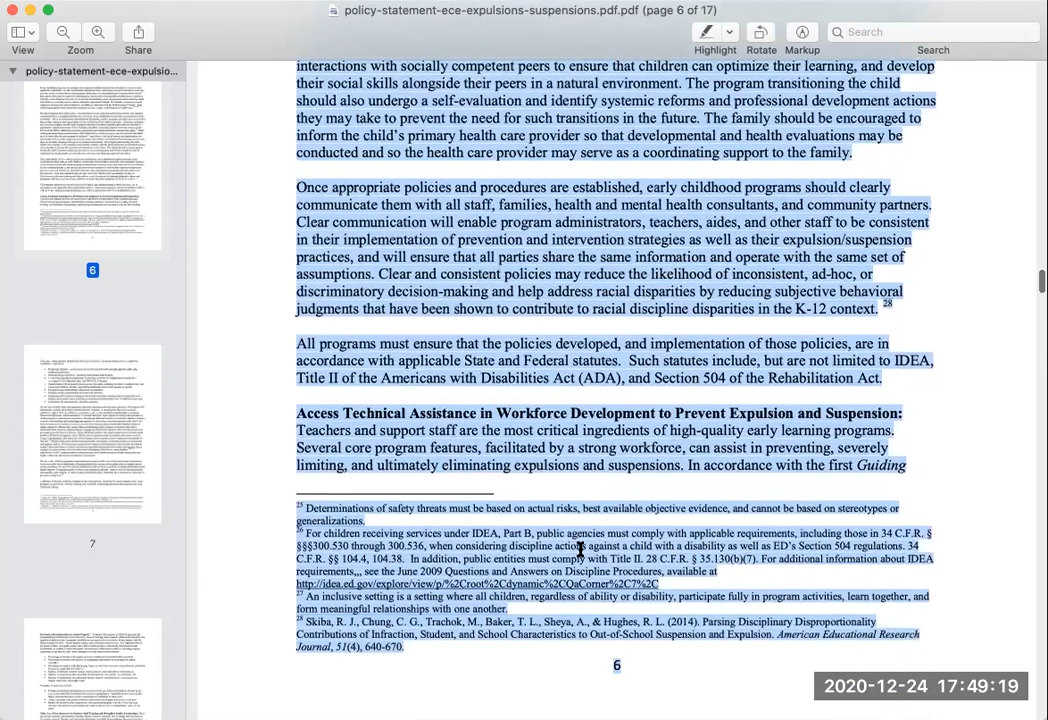 policy-statement-ece-expulsions-suspensions.pdf.pdf (page 6 of 17)
View
Zoom
Share
Highlight
Rotate
Markup
Search
Search
policy-statement-ece-expulsio...
6
7
interactions with socially competent peers to ensure that children can optimize their learning, and develop
their social skills alongside their peers in a natural environment. The program transitioning the child
should also undergo a self-evaluation and identify systemic reforms and professional development actions
they may take to prevent the need for such transitions in the future. The family should be encouraged to
inform the child's primary health care provider so that developmental and health evaluations may be
conducted and so the health care provider may serve as a coordinating support to the family.
Once appropriate policies and procedures are established, early childhood programs should clearly
communicate them with all staff, families, health and mental health consultants, and community partners.
Clear communication will enable program administrators, teachers, aides, and other staff to be consistent
in their implementation of prevention and intervention strategies as well as their expulsion/suspension
practices, and will ensure that all parties share the same information and operate with the same set of
assumptions. Clear and consistent policies may reduce the likelihood of inconsistent, ad-hoc, or
discriminatory decision-making and help address racial disparities by reducing subjective behavioral
judgments that have been shown to contribute to racial discipline disparities in the K-12 context. 28
All programs must ensure that the policies developed, and implementation of those policies, are in
accordance with applicable State and Federal statutes. Such statutes include, but are not limited to IDEA,
Title II of the Americans with Disabilities Act (ADA), and Section 504 of the Rehabilitation Act.
Access Technical Assistance in Workforce Development to Prevent Expulsion and Suspension:
Teachers and support staff are the most critical ingredients of high-quality early learning programs.
Several core program features, facilitated by a strong workforce, can assist in preventing, severely
limiting, and ultimately eliminating expulsions and suspensions. In accordance with the first Guiding
25 Determinations of safety threats must be based on actual risks, best available objective evidence, and cannot be based on stereotypes or
generalizations.
26 For children receiving services under IDEA, Part B, public agencies must comply with applicable requirements, including those in 34 C.F.R. §
§§§300.530 through 300.536, when considering discipline actions against a child with a disability as well as ED's Section 504 regulations. 34
C.F.R. §§ 104.4, 104.38. In addition, public entities must comply with Title II. 28 C.F.R. § 35.130(b)(7). For additional information about IDEA
requirements,,, see the June 2009 Questions and Answers on Discipline Procedures, available at
http://idea.ed.gov/explore/view/p/%2Croot%2Cdynamic%2CQaCorner%2C7%2C
27 An inclusive setting is a setting where all children, regardless of ability or disability, participate fully in program activities, learn together, and
form meaningful relationships with one another.
28 Skiba, R. J., Chung, C. G., Trachok, M., Baker, T. L., Sheya, A., & Hughes, R. L. (2014). Parsing Disciplinary Disproportionality
Contributions of Infraction, Student, and School Characteristics to Out-of-School Suspension and Expulsion. American Educational Research
Journal, 51(4), 640-670.
6
2020-12-24 17:49:19